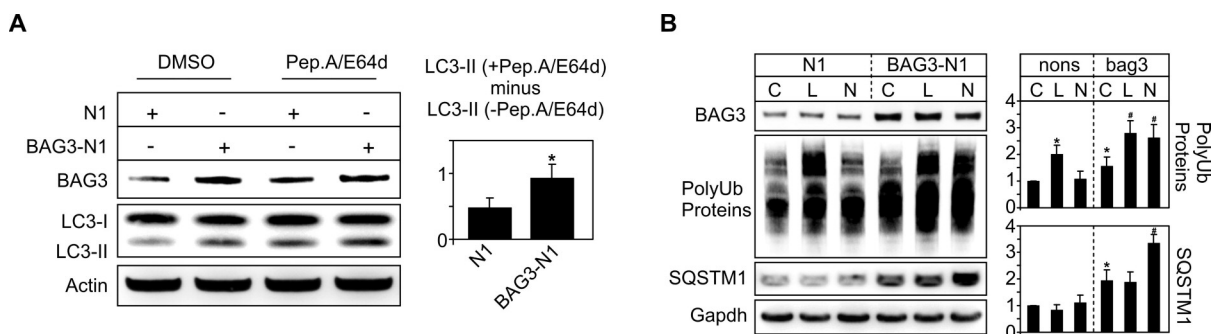 A
DMSO Pep.A/E64d
N1 + - + -
BAG3-N1 - + - +
BAG3
LC3-I
LC3-II
Actin
LC3-II (+Pep.A/E64d)
minus
LC3-II (-Pep.A/E64d)
1
*
0
N1 BAG3-N1
B
N1 BAG3-N1
C L N C L N
BAG3
PolyUb
Proteins
SQSTM1
Gapdh
nons bag3
C L N C L N
4
3
2
1
0
* * # #
PolyUb
Proteins
4
3
2
1
0
* #
SQSTM1